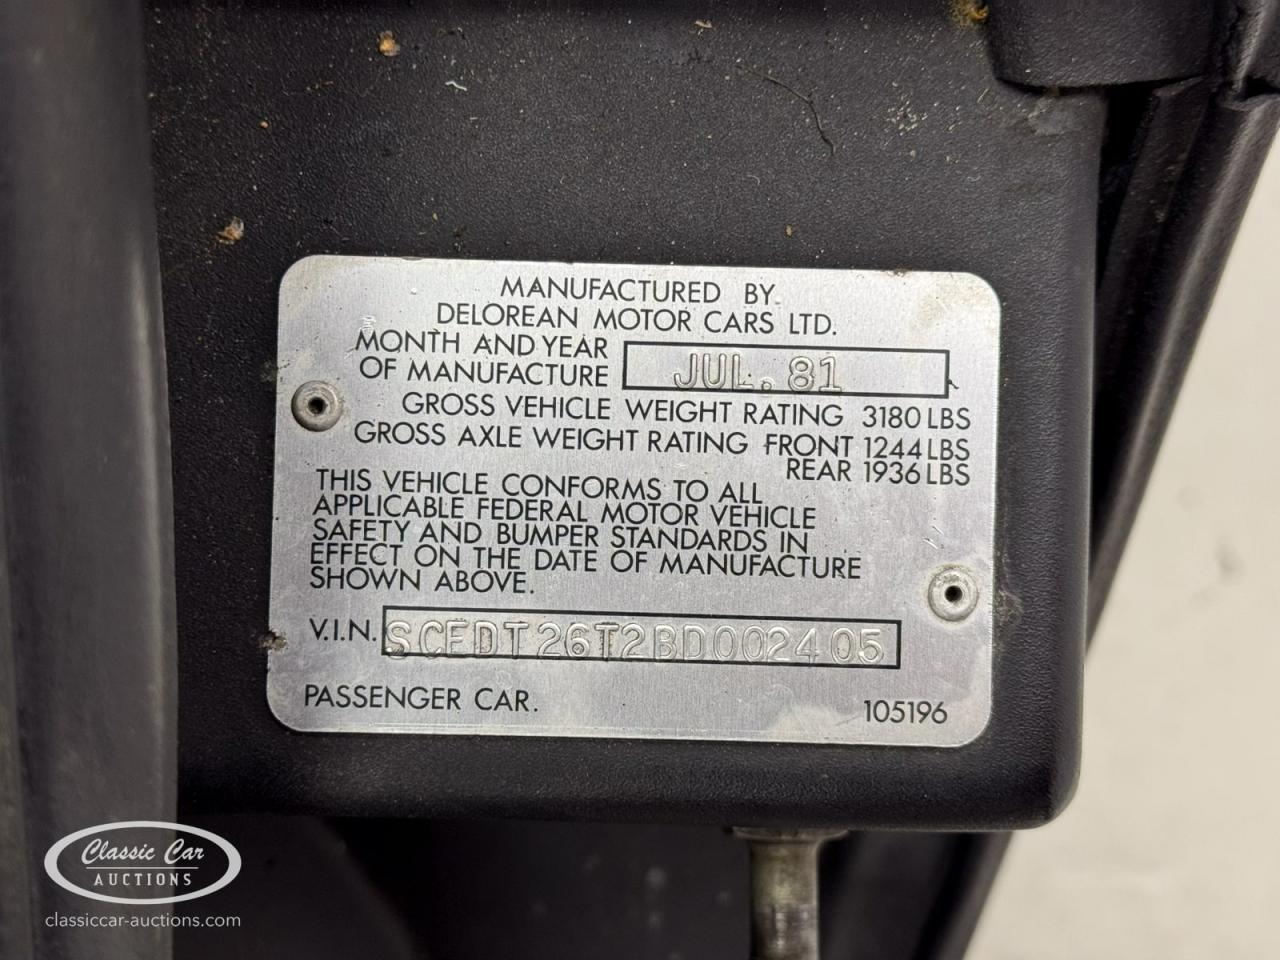 MANUFACTURED BY
DELOREAN MOTOR CARS LTD.
MONTH AND YEAR
OF MANUFACTURE JUL. 81
GROSS VEHICLE WEIGHT RATING 3180 LBS
GROSS AXLE WEIGHT RATING FRONT 1244 LBS
REAR 1936 LBS
THIS VEHICLE CONFORMS TO ALL
APPLICABLE FEDERAL MOTOR VEHICLE
SAFETY AND BUMPER STANDARDS IN
EFFECT ON THE DATE OF MANUFACTURE
SHOWN ABOVE.
V.I.N. SCEDT26T2BD002405
PASSENGER CAR. 105196
Classic Car
AUCTIONS
classiccar-auctions.com